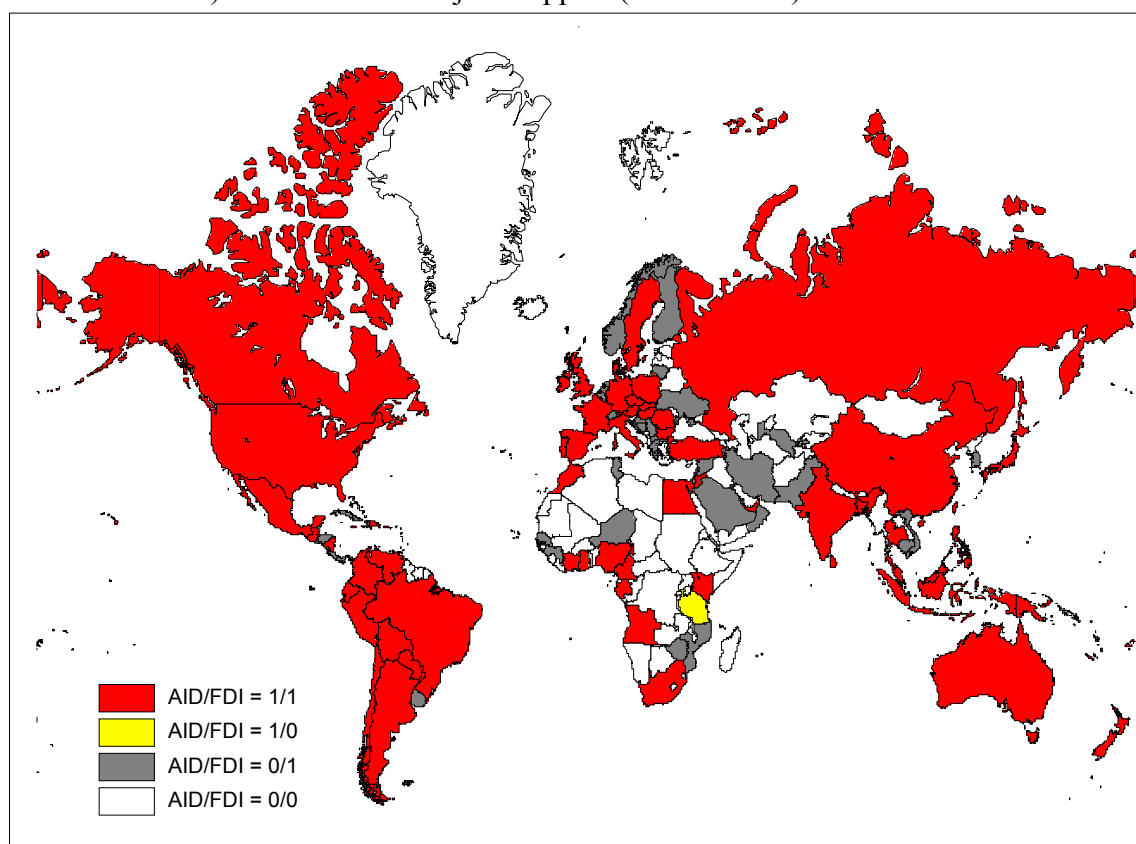 AID/FDI = 1/1
AID/FDI = 1/0
AID/FDI = 0/1
AID/FDI = 0/0